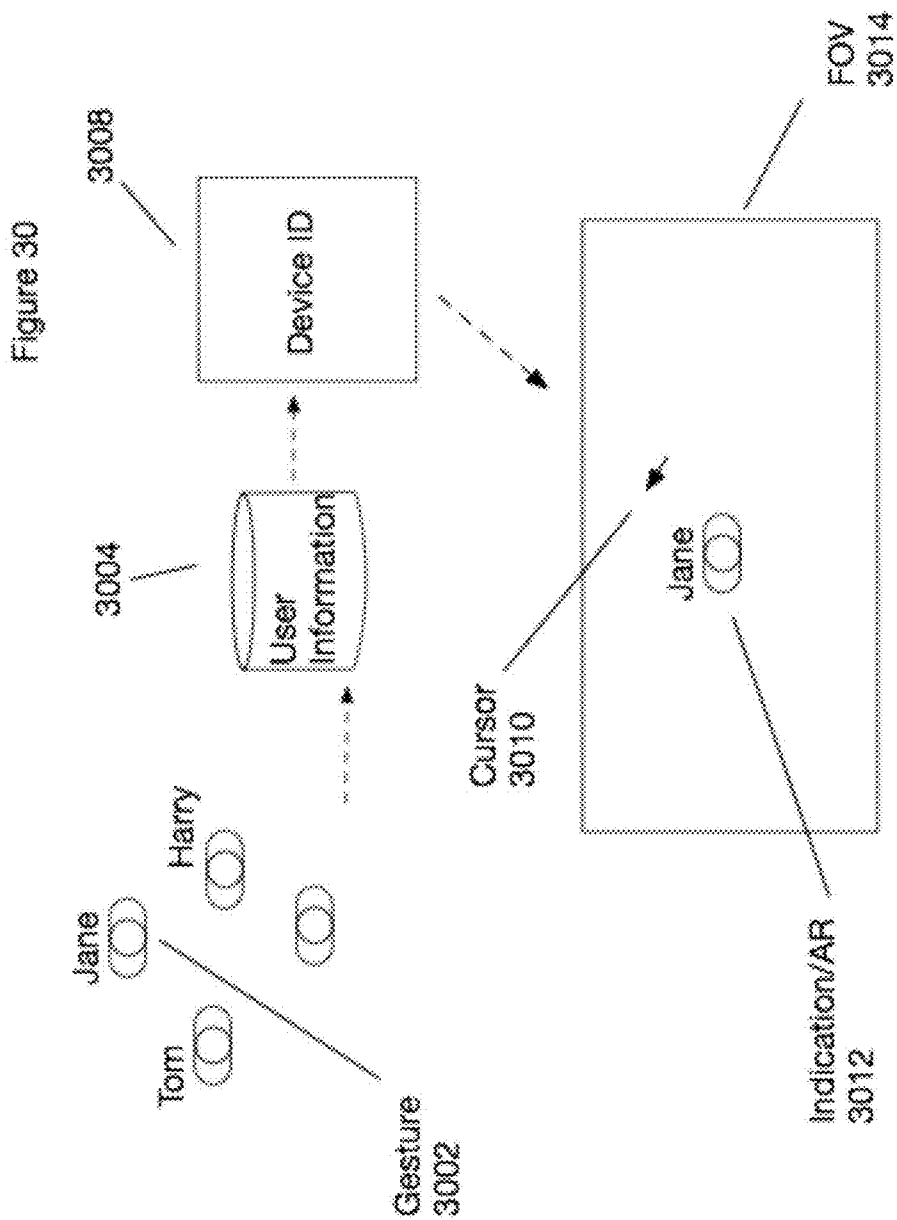 Figure 30
Jane
Tom
Harry
Gesture
3002
3004
User
Information
3008
Device ID
Cursor
3010
Jane
Indication/AR
3012
FOV
3014